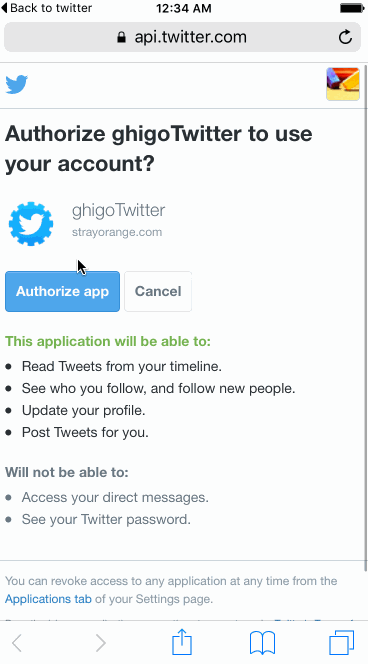 Back to twitter 12:34 AM
api.twitter.com
Authorize ghigoTwitter to use
your account?
ghigoTwitter
strayorange.com
Authorize app Cancel
This application will be able to:
Read Tweets from your timeline.
See who you follow, and follow new people.
Update your profile.
Post Tweets for you.
Will not be able to:
Access your direct messages.
See your Twitter password.
You can revoke access to any application at any time from the
Applications tab of your Settings page.